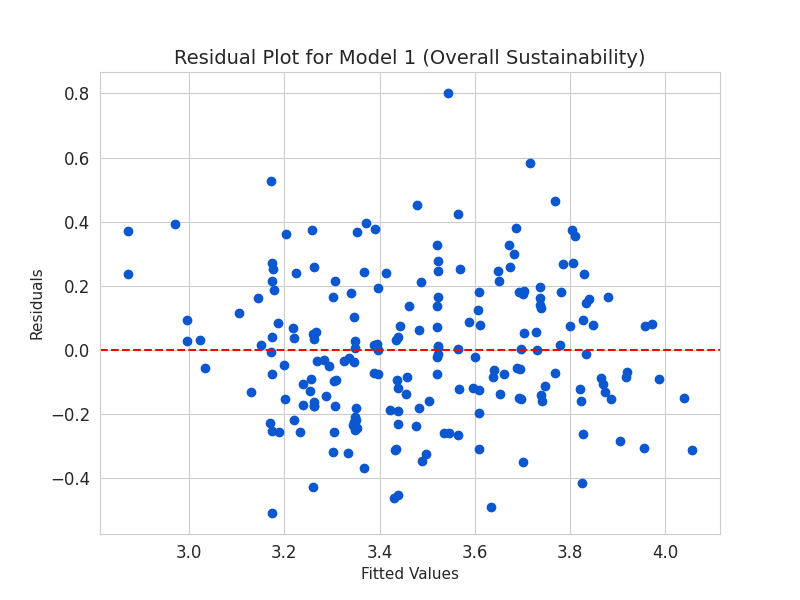 Residual Plot for Model 1 (Overall Sustainability)
0.8
0.6
0.4
0.2
0.0
−0.2
−0.4
Residuals
3.0 3.2 3.4 3.6 3.8 4.0
Fitted Values